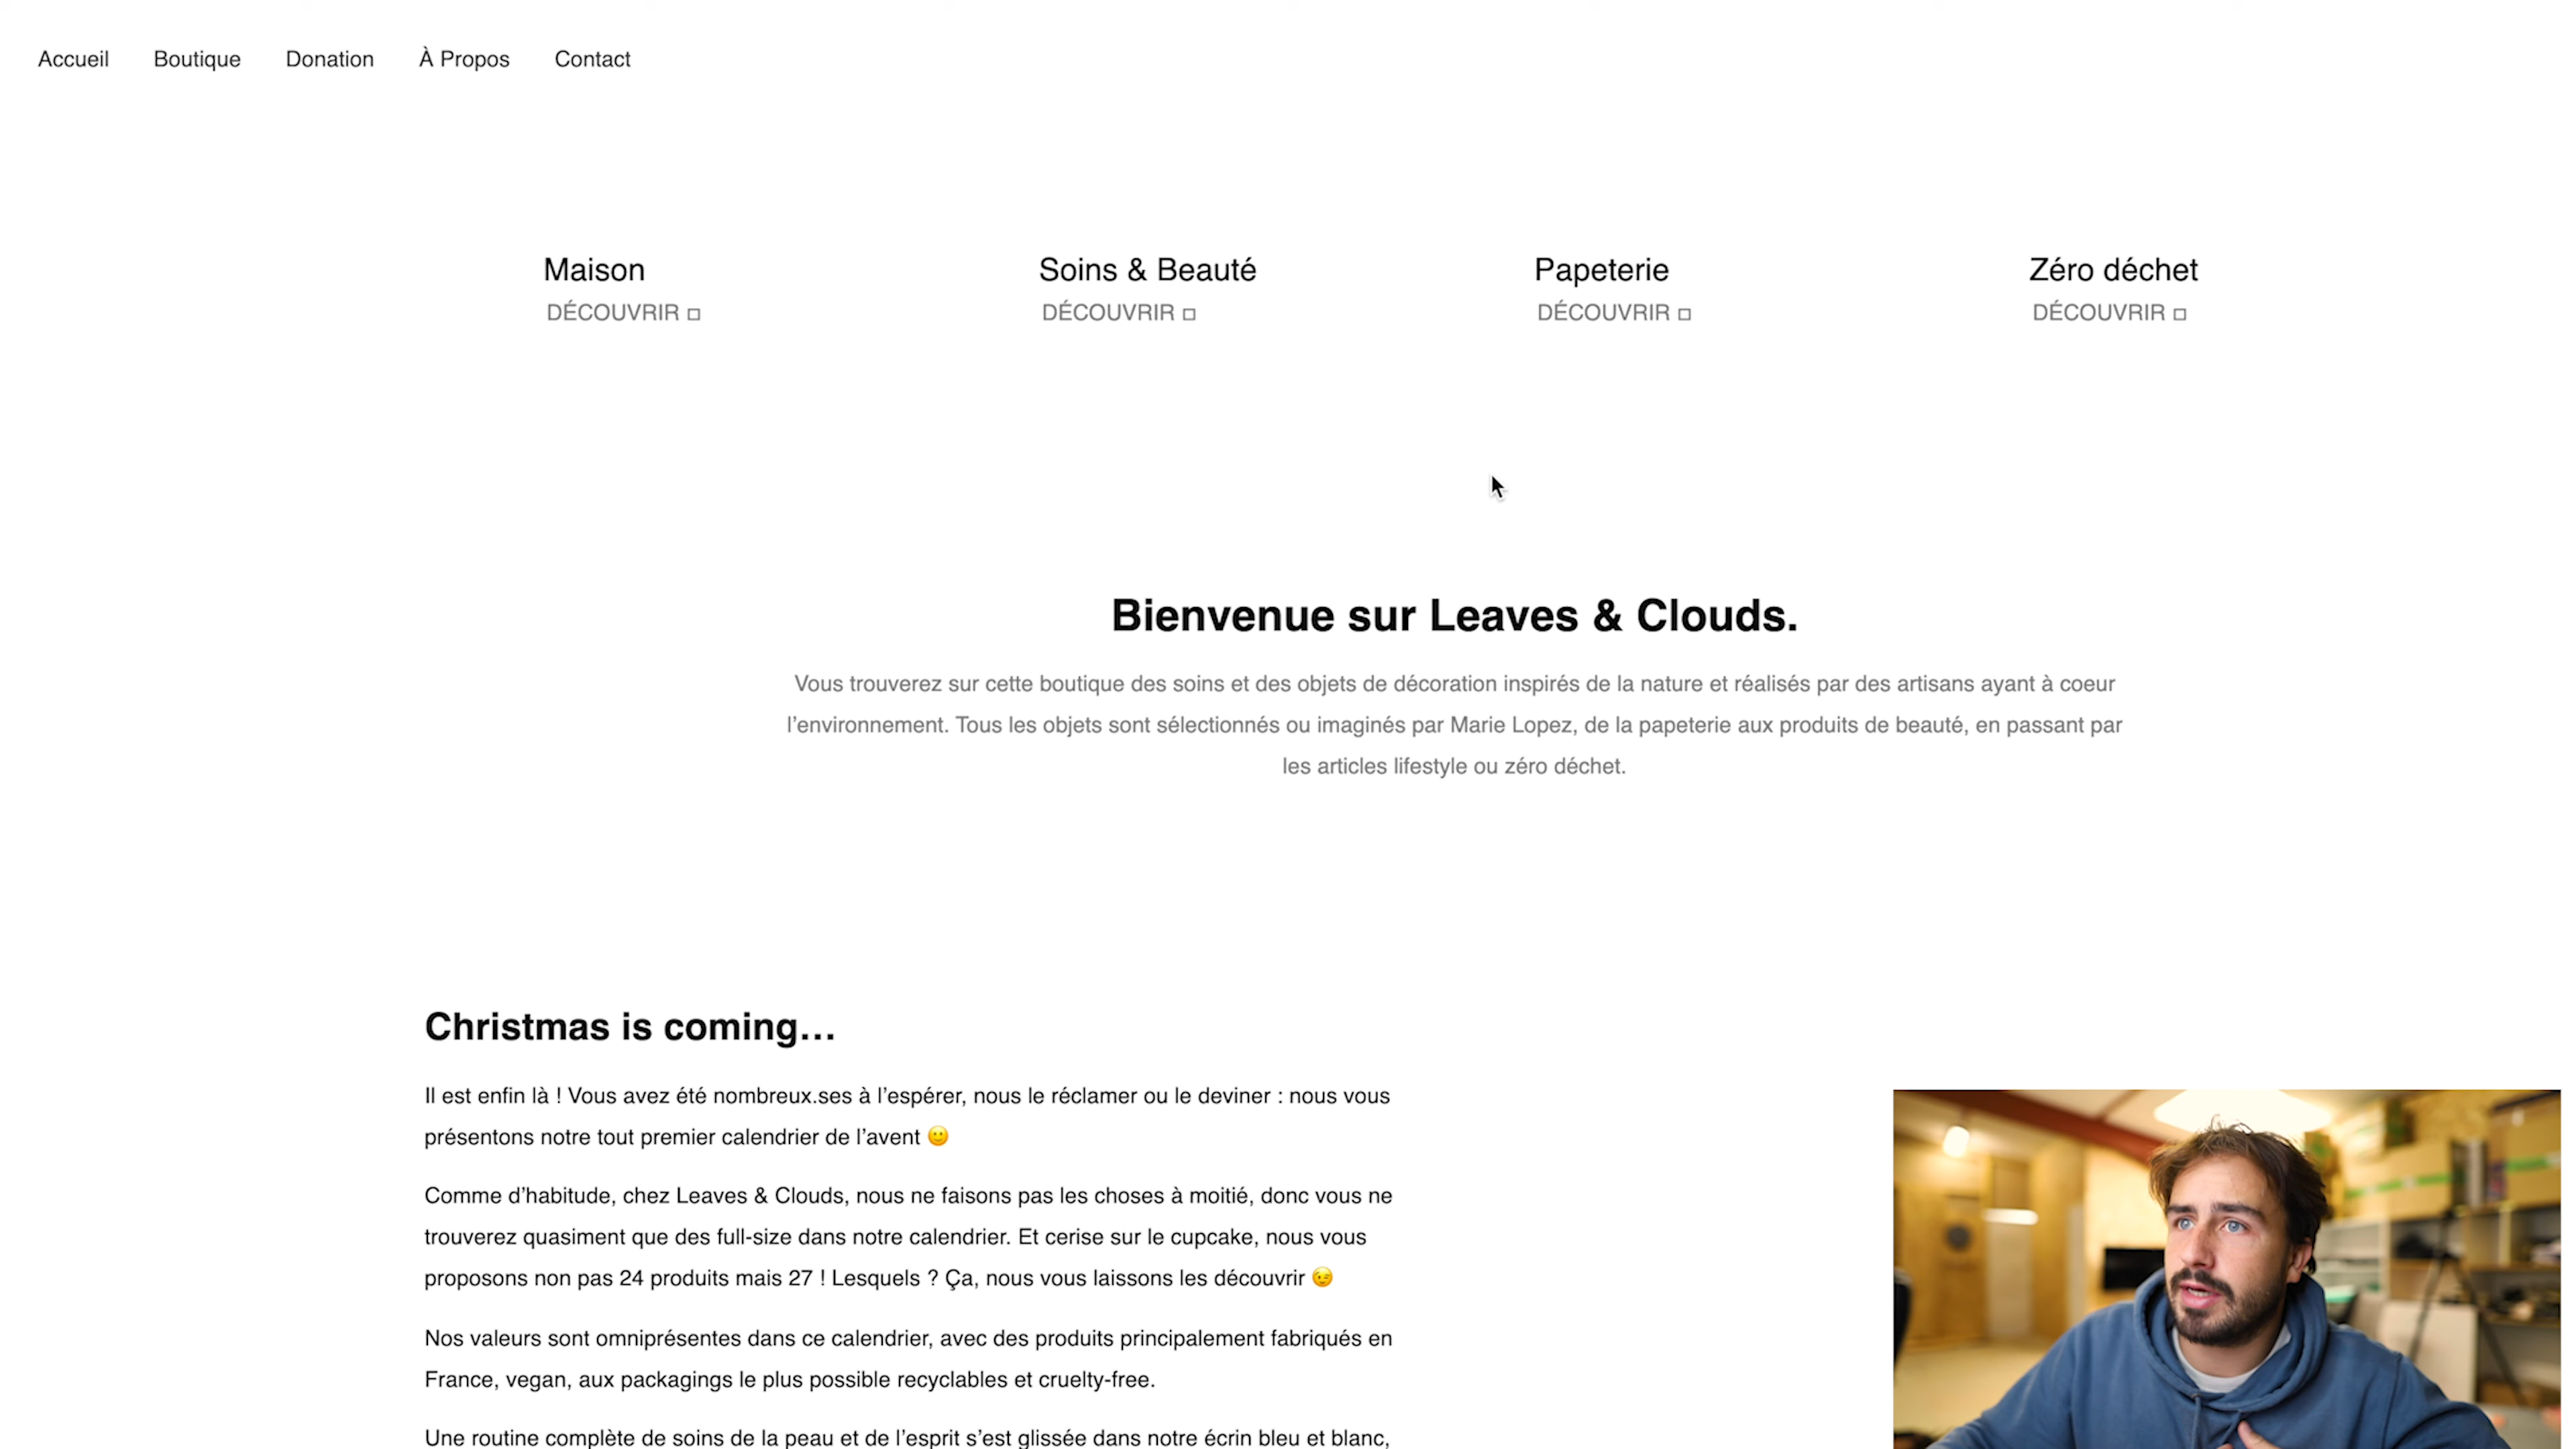 Accueil Boutique Donation À Propos Contact
Maison Soins & Beauté Papeterie Zéro déchet
DÉCOUVRIR DÉCOUVRIR DÉCOUVRIR DÉCOUVRIR
Bienvenue sur Leaves & Clouds.
Vous trouverez sur cette boutique des soins et des objets de décoration inspirés de la nature et réalisés par des artisans ayant à coeur
l’environnement. Tous les objets sont sélectionnés ou imaginés par Marie Lopez, de la papeterie aux produits de beauté, en passant par
les articles lifestyle ou zéro déchet.
Christmas is coming…
Il est enfin là ! Vous avez été nombreux.ses à l’espérer, nous le réclamer ou le deviner : nous vous
présentons notre tout premier calendrier de l’avent 🙂
Comme d’habitude, chez Leaves & Clouds, nous ne faisons pas les choses à moitié, donc vous ne
trouverez quasiment que des full-size dans notre calendrier. Et cerise sur le cupcake, nous vous
proposons non pas 24 produits mais 27 ! Lesquels ? Ça, nous vous laissons les découvrir 😉
Nos valeurs sont omniprésentes dans ce calendrier, avec des produits principalement fabriqués en
France, vegan, aux packagings le plus possible recyclables et cruelty-free.
Une routine complète de soins de la peau et de l’esprit s’est glissée dans notre écrin bleu et blanc,